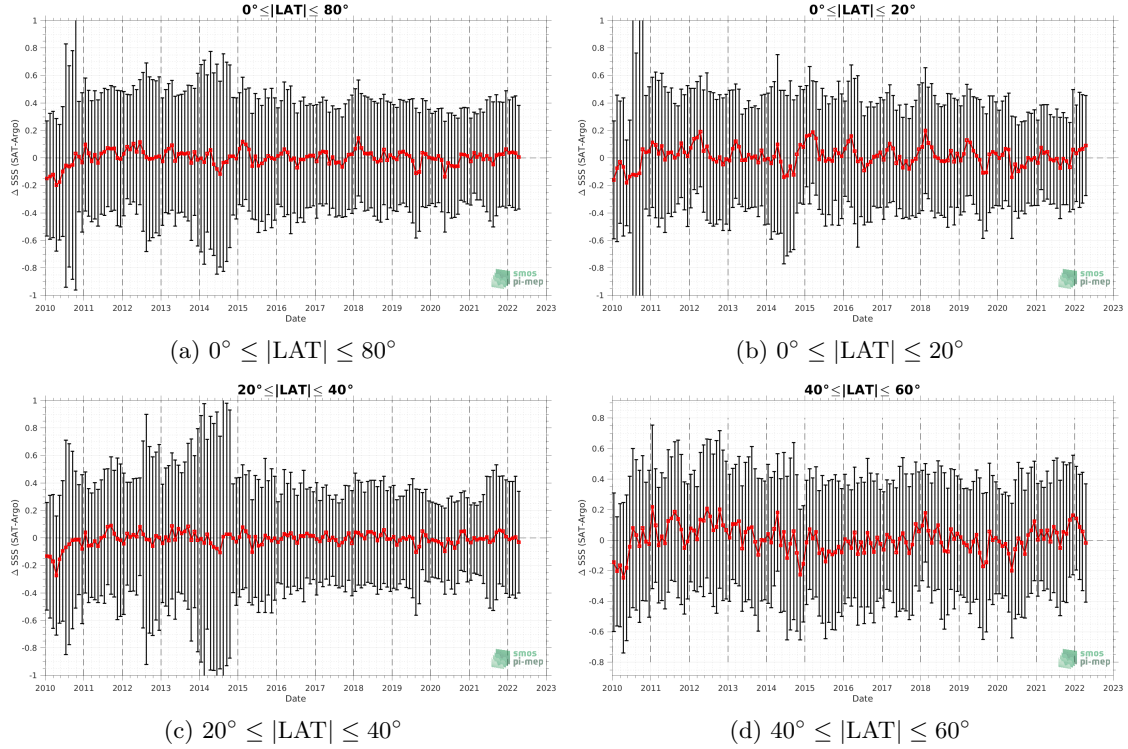 0°≤|LAT|≤ 80°
1
0.8
0.6
0.4
0.2
0
-0.2
-0.4
-0.6
-0.8
-1
Δ SSS (SAT-Argo)
2010 2011 2012 2013 2014 2015 2016 2017 2018 2019 2020 2021 2022 2023
Date
smos
pi-mep
(a) 0° ≤ |LAT| ≤ 80°
0°≤|LAT|≤ 20°
1
0.8
0.6
0.4
0.2
0
-0.2
-0.4
-0.6
-0.8
-1
Δ SSS (SAT-Argo)
2010 2011 2012 2013 2014 2015 2016 2017 2018 2019 2020 2021 2022 2023
Date
smos
pi-mep
(b) 0° ≤ |LAT| ≤ 20°
20°≤|LAT|≤ 40°
1
0.8
0.6
0.4
0.2
0
-0.2
-0.4
-0.6
-0.8
-1
Δ SSS (SAT-Argo)
2010 2011 2012 2013 2014 2015 2016 2017 2018 2019 2020 2021 2022 2023
Date
smos
pi-mep
(c) 20° ≤ |LAT| ≤ 40°
40°≤|LAT|≤ 60°
0.8
0.6
0.4
0.2
0
-0.2
-0.4
-0.6
-0.8
Δ SSS (SAT-Argo)
2010 2011 2012 2013 2014 2015 2016 2017 2018 2019 2020 2021 2022 2023
Date
smos
pi-mep
(d) 40° ≤ |LAT| ≤ 60°